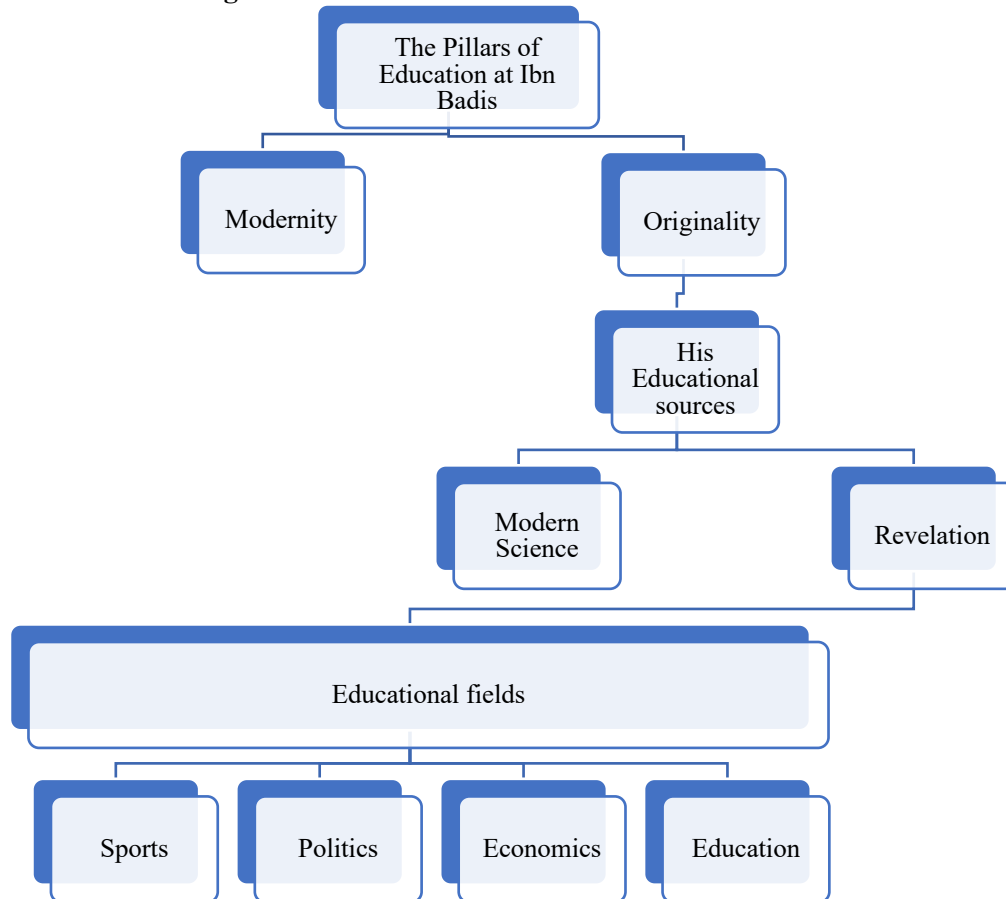 The Pillars of
Education at Ibn
Badis
Modernity
Originality
His
Educational
sources
Modern
Science
Revelation
Educational fields
Sports
Politics
Economics
Education